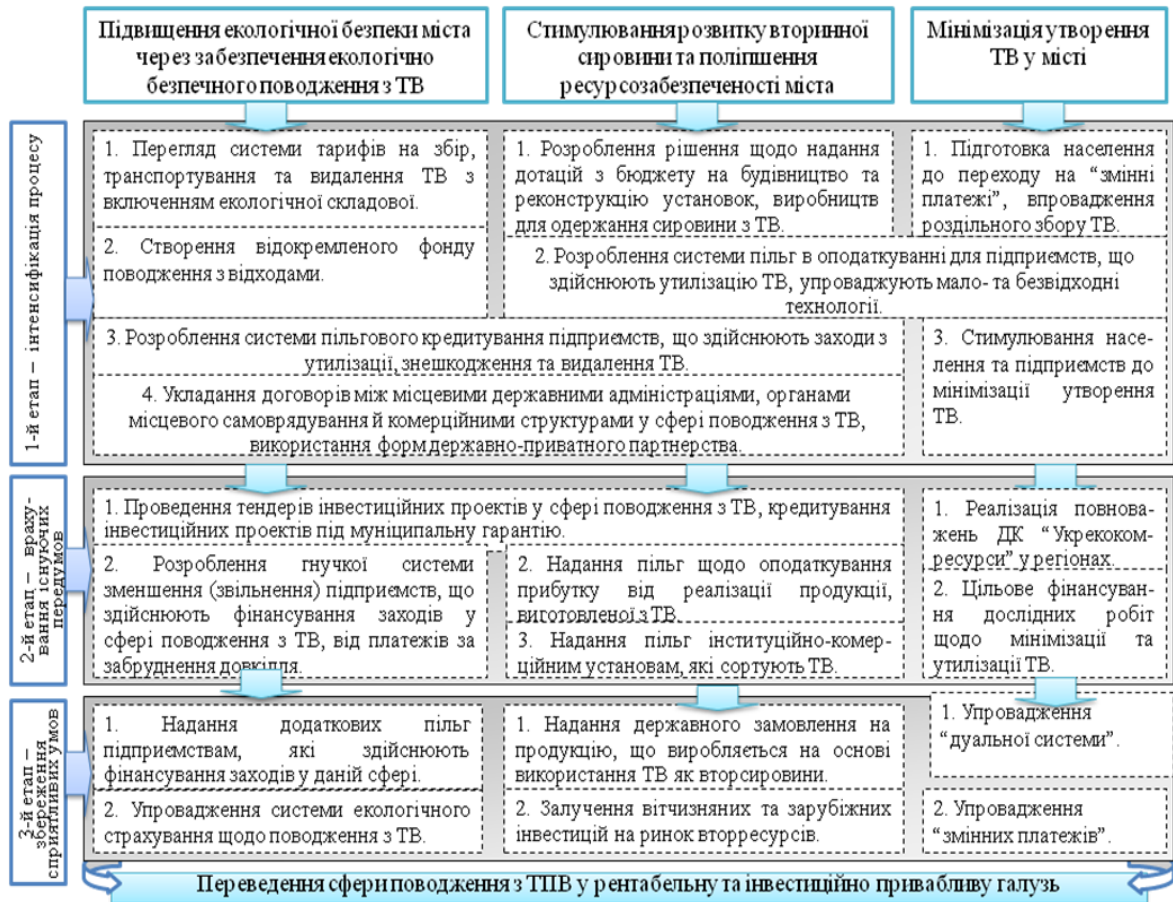 Підвищення екологічної безпеки міста
через забезпечення екологічно
безпечного поводження з ТВ
Стимулювання розвитку вторинної
сировини та поліпшення
ресурсозабезпеченості міста
Мінімізація утворення
ТВ у місті
1-й етап – інтенсифікація процесу
1. Перегляд системи тарифів на збір,
транспортування та видалення ТВ з
включенням екологічної складової.
2. Створення відокремленого фонду
поводження з відходами.
1. Розроблення рішення щодо надання
дотацій з бюджету на будівництво та
реконструкцію установок, виробництв
для одержання сировини з ТВ.
1. Підготовка населення
до переходу на “змінні
платежі”, впровадження
роздільного збору ТВ.
2. Розроблення системи пільг в оподаткуванні для підприємств, що
здійснюють утилізацію ТВ, упроваджують мало- та безвідходні
технології.
3. Розроблення системи пільгового кредитування підприємств, що здійснюють заходи з
утилізації, знешкодження та видалення ТВ.
4. Укладання договорів між місцевими державними адміністраціями, органами
місцевого самоврядування й комерційними структурами у сфері поводження з ТВ,
використання форм державно-приватного партнерства.
3. Стимулювання насе-
лення та підприємств до
мінімізації утворення
ТВ.
2-й етап – враху-
вання існуючих
передумов
1. Проведення тендерів інвестиційних проектів у сфері поводження з ТВ, кредитування
інвестиційних проектів під муніципальну гарантію.
2. Розроблення гнучкої системи
зменшення (звільнення) підприємств, що
здійснюють фінансування заходів у
сфері поводження з ТВ, від платежів за
забруднення довкілля.
2. Надання пільг щодо оподаткування
прибутку від реалізації продукції,
виготовленої з ТВ.
3. Надання пільг інституційно-комер-
ційним установам, які сортують ТВ.
1. Реалізація повнова-
жень ДК “Укрекоком-
ресурси” у регіонах.
2. Цільове фінансуван-
ня дослідних робіт
щодо мінімізації та
утилізації ТВ.
3-й етап –
збереження
сприятливих умов
1. Надання додаткових пільг
підприємствам, які здійснюють
фінансування заходів у даній сфері.
2. Упровадження системи екологічного
страхування щодо поводження з ТВ.
1. Надання державного замовлення на
продукцію, що виробляється на основі
використання ТВ як вторсировини.
2. Залучення вітчизняних та зарубіжних
інвестицій на ринок вторресурсів.
1. Упровадження
“дуальної системи”.
2. Упровадження
“змінних платежів”.
Переведення сфери поводження з ТПВ у рентабельну та інвестиційно привабливу галузь